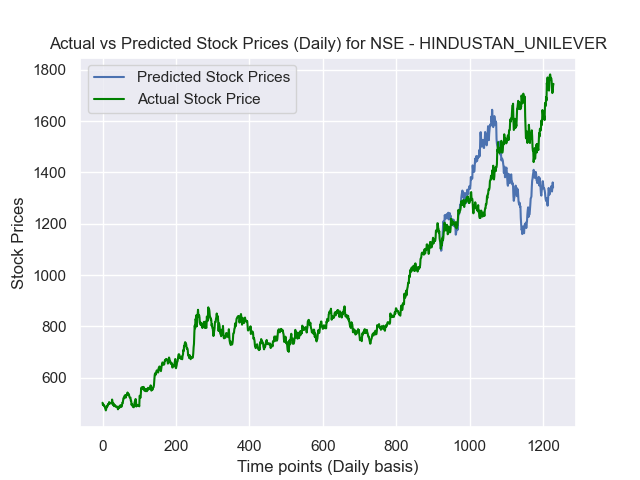 Actual vs Predicted Stock Prices (Daily) for NSE - HINDUSTAN_UNILEVER
Predicted Stock Prices
Actual Stock Price
Stock Prices
1800
1600
1400
1200
1000
800
600
0 200 400 600 800 1000 1200
Time points (Daily basis)